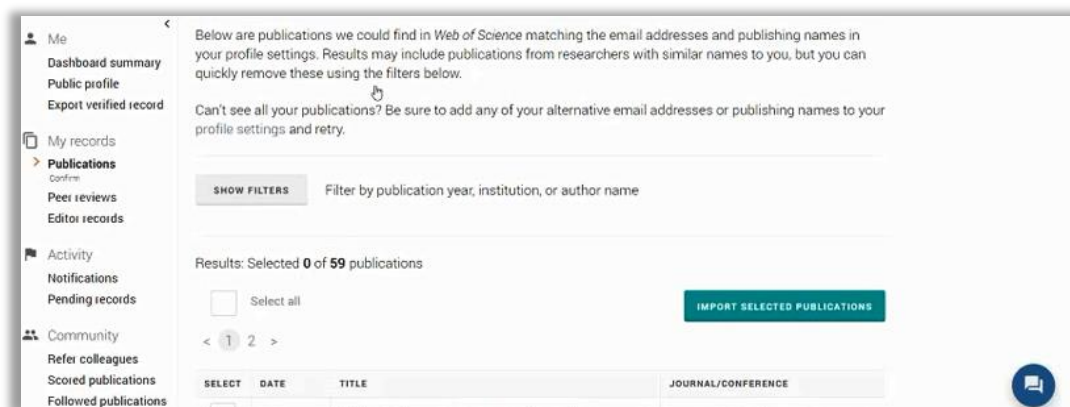 Me
Dashboard summary
Public profile
Export verified record
My records
Publications
Confirm
Peer reviews
Editor records
Activity
Notifications
Pending records
Community
Refer colleagues
Scored publications
Followed publications
Below are publications we could find in Web of Science matching the email addresses and publishing names in
your profile settings. Results may include publications from researchers with similar names to you, but you can
quickly remove these using the filters below.
Can't see all your publications? Be sure to add any of your alternative email addresses or publishing names to your
profile settings and retry.
SHOW FILTERS Filter by publication year, institution, or author name
Results: Selected 0 of 59 publications
Select all
IMPORT SELECTED PUBLICATIONS
< 1 2 >
SELECT DATE TITLE JOURNAL/CONFERENCE